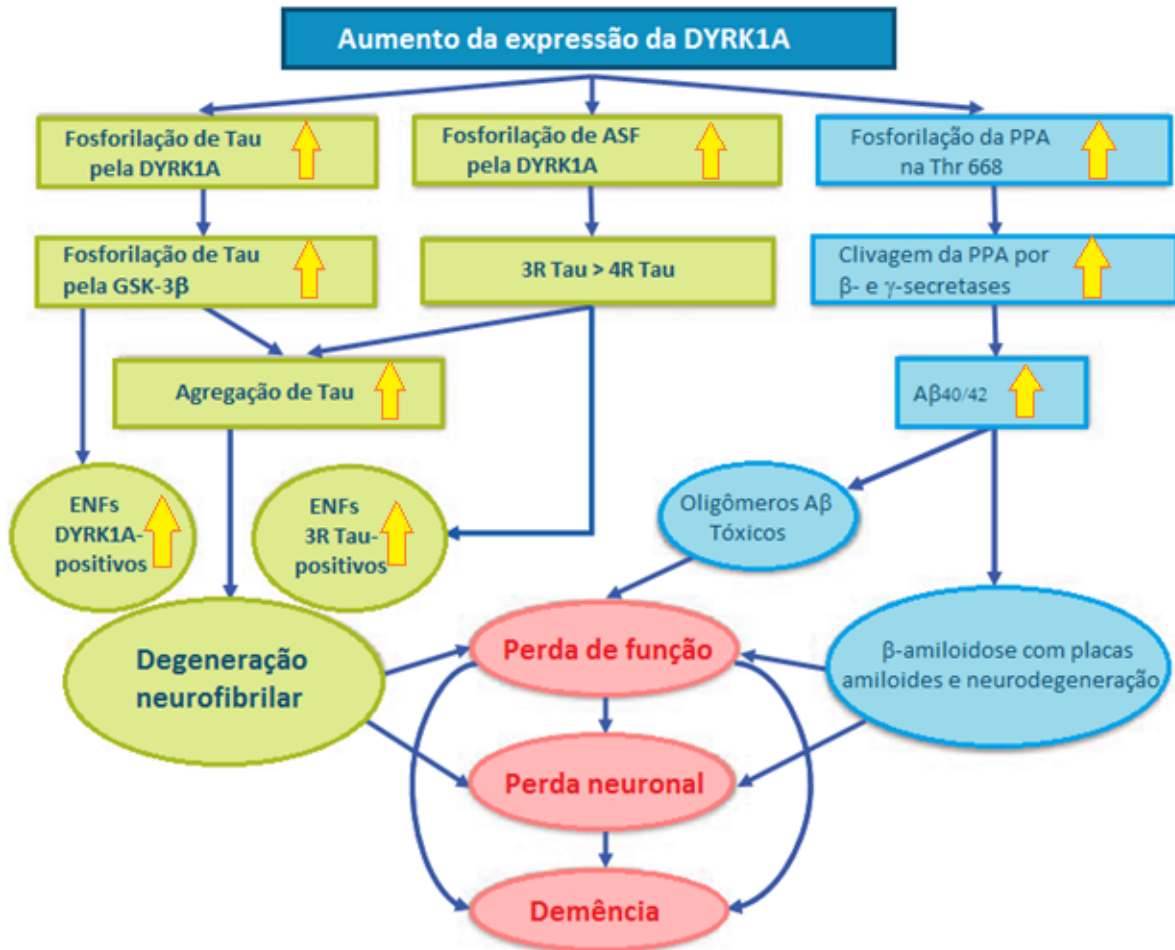 Aumento da expressão da DYRK1A
Fosforilação de Tau
pela DYRK1A
Fosforilação de ASF
pela DYRK1A
Fosforilação da PPA
na Thr 668
Fosforilação de Tau
pela GSK-3β
3R Tau > 4R Tau
Clivagem da PPA por
β- e γ-secretases
Agregação de Tau
Aβ40/42
ENFs
DYRK1A-
positivos
ENFs
3R Tau-
positivos
Oligômeros Aβ
Tóxicos
Degeneração
neurofibrilar
Perda de função
β-amiloidose com placas
amiloides e neurodegeneração
Perda neuronal
Demência